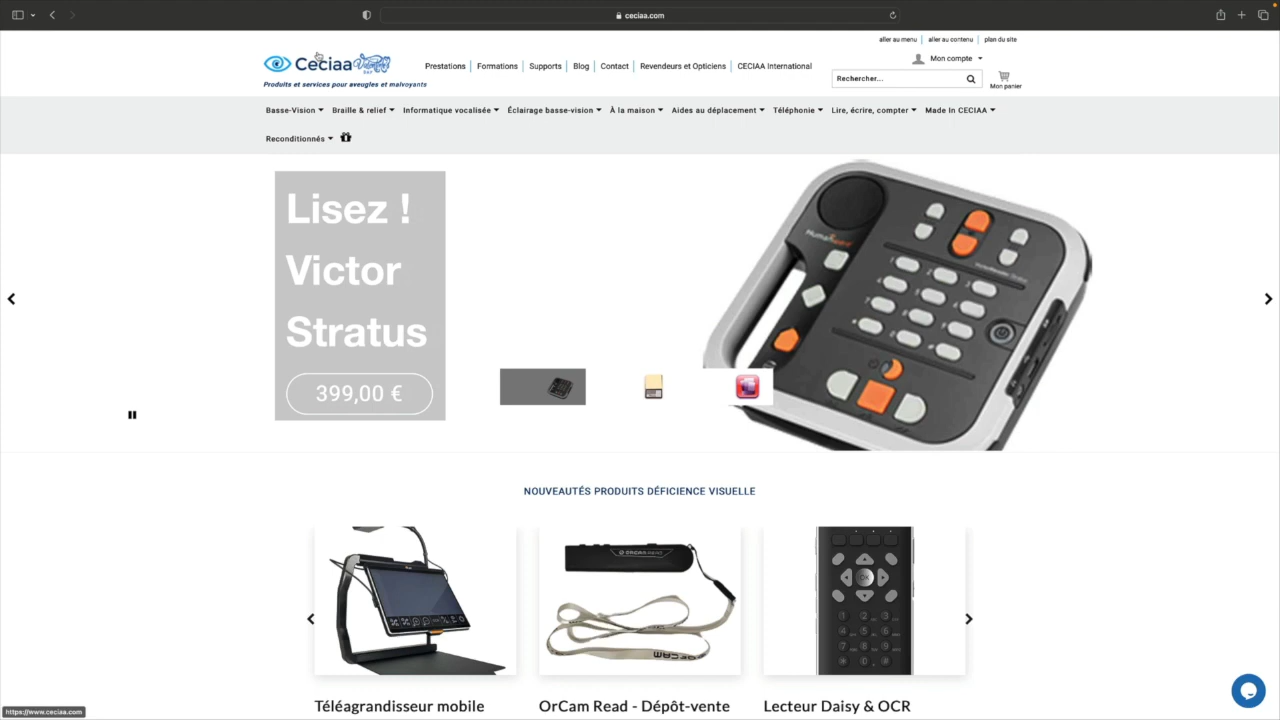 ceciaa.com
aller au menu
aller au contenu
plan du site
Ceciaa
Produits et services pour aveugles et malvoyants
Prestations
Formations
Supports
Blog
Contact
Revendeurs et Opticiens
CECIAA International
Mon compte
Rechercher...
Mon panier
Basse-Vision
Braille & relief
Informatique vocalisée
Éclairage basse-vision
À la maison
Aides au déplacement
Téléphonie
Lire, écrire, compter
Made In CECIAA
Reconditionnés
Lisez !
Victor
Stratus
399,00 €
HumanWare
NOUVEAUTÉS PRODUITS DÉFICIENCE VISUELLE
ORCAM READ
OK
Téléagrandisseur mobile
OrCam Read - Dépôt-vente
Lecteur Daisy & OCR
https://www.ceciaa.com